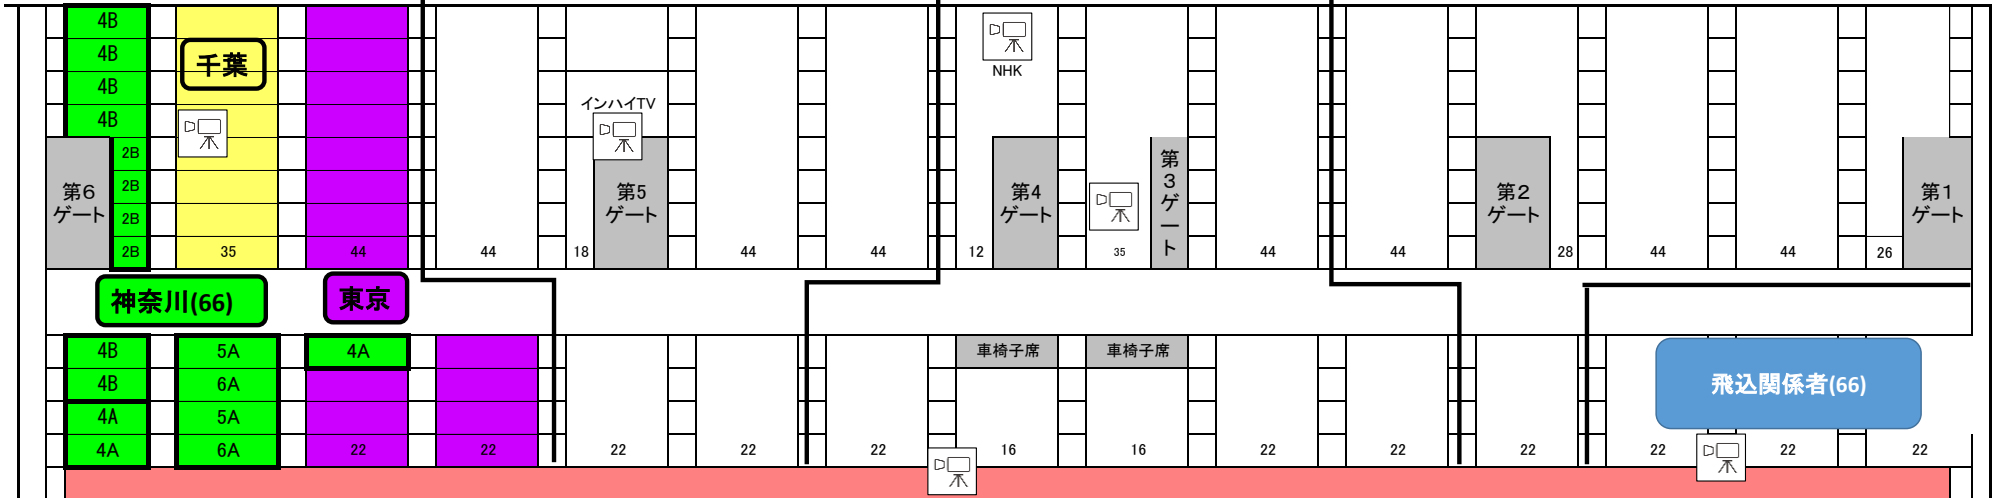 4B
4B 千葉 NHK
4B
4B インハイTV
2B
第6 ゲート 2B 第5 ゲート 第4 ゲート 第3ゲート 第2 ゲート 第1 ゲート
2B
2B 35 44 44 18 44 44 12 35 44 44 28 44 44 26
神奈川(66) 東京
4B 5A 4A 車椅子席 車椅子席
4B 6A 飛込関係者(66)
4A 5A
4A 6A 22 22 22 22 22 16 16 22 22 22 22 22 22